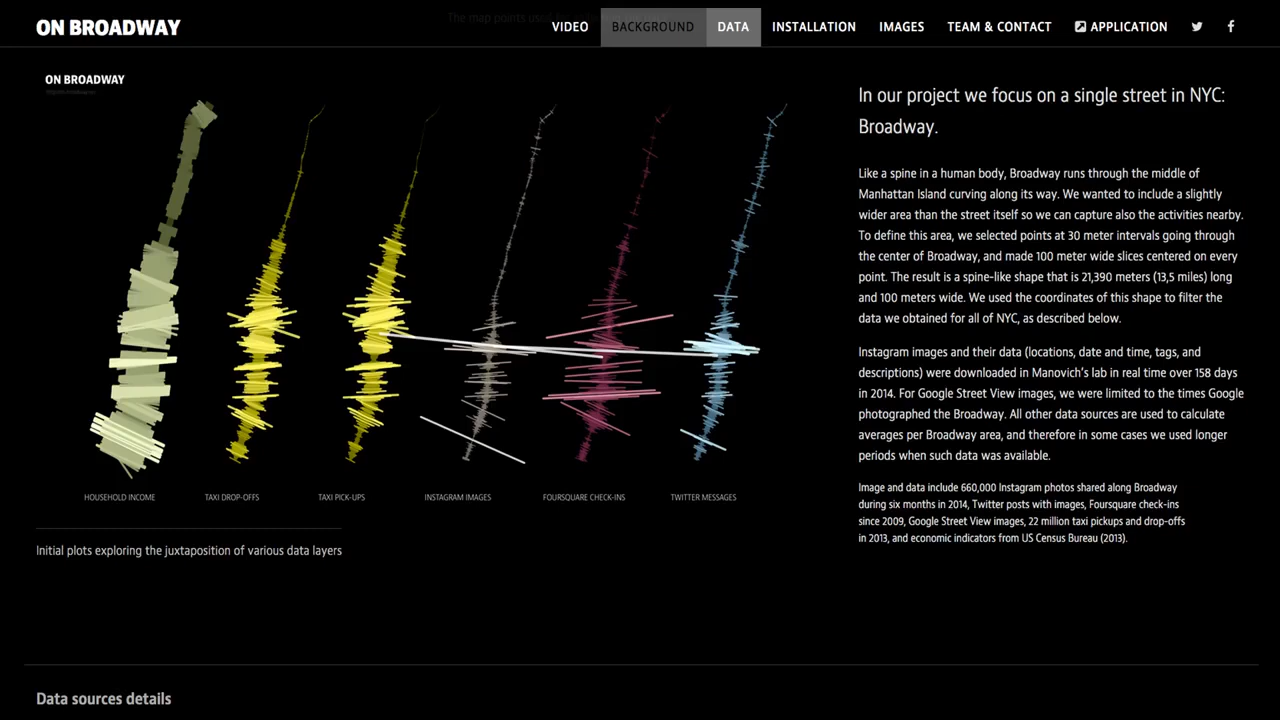 The map points used
ON BROADWAY
VIDEO
BACKGROUND
DATA
INSTALLATION
IMAGES
TEAM & CONTACT
APPLICATION
ON BROADWAY
HOUSEHOLD INCOME
TAXI DROP-OFFS
TAXI PICK-UPS
INSTAGRAM IMAGES
FOURSQUARE CHECK-INS
TWITTER MESSAGES
Initial plots exploring the juxtaposition of various data layers
In our project we focus on a single street in NYC:
Broadway.
Like a spine in a human body, Broadway runs through the middle of
Manhattan Island curving along its way. We wanted to include a slightly
wider area than the street itself so we can capture also the activities nearby.
To define this area, we selected points at 30 meter intervals going through
the center of Broadway, and made 100 meter wide slices centered on every
point. The result is a spine-like shape that is 21,390 meters (13,5 miles) long
and 100 meters wide. We used the coordinates of this shape to filter the
data we obtained for all of NYC, as described below.
Instagram images and their data (locations, date and time, tags, and
descriptions) were downloaded in Manovich's lab in real time over 158 days
in 2014. For Google Street View images, we were limited to the times Google
photographed the Broadway. All other data sources are used to calculate
averages per Broadway area, and therefore in some cases we used longer
periods when such data was available.
Image and data include 660,000 Instagram photos shared along Broadway
during six months in 2014, Twitter posts with images, Foursquare check-ins
since 2009, Google Street View images, 22 million taxi pickups and drop-offs
in 2013, and economic indicators from US Census Bureau (2013).
Data sources details